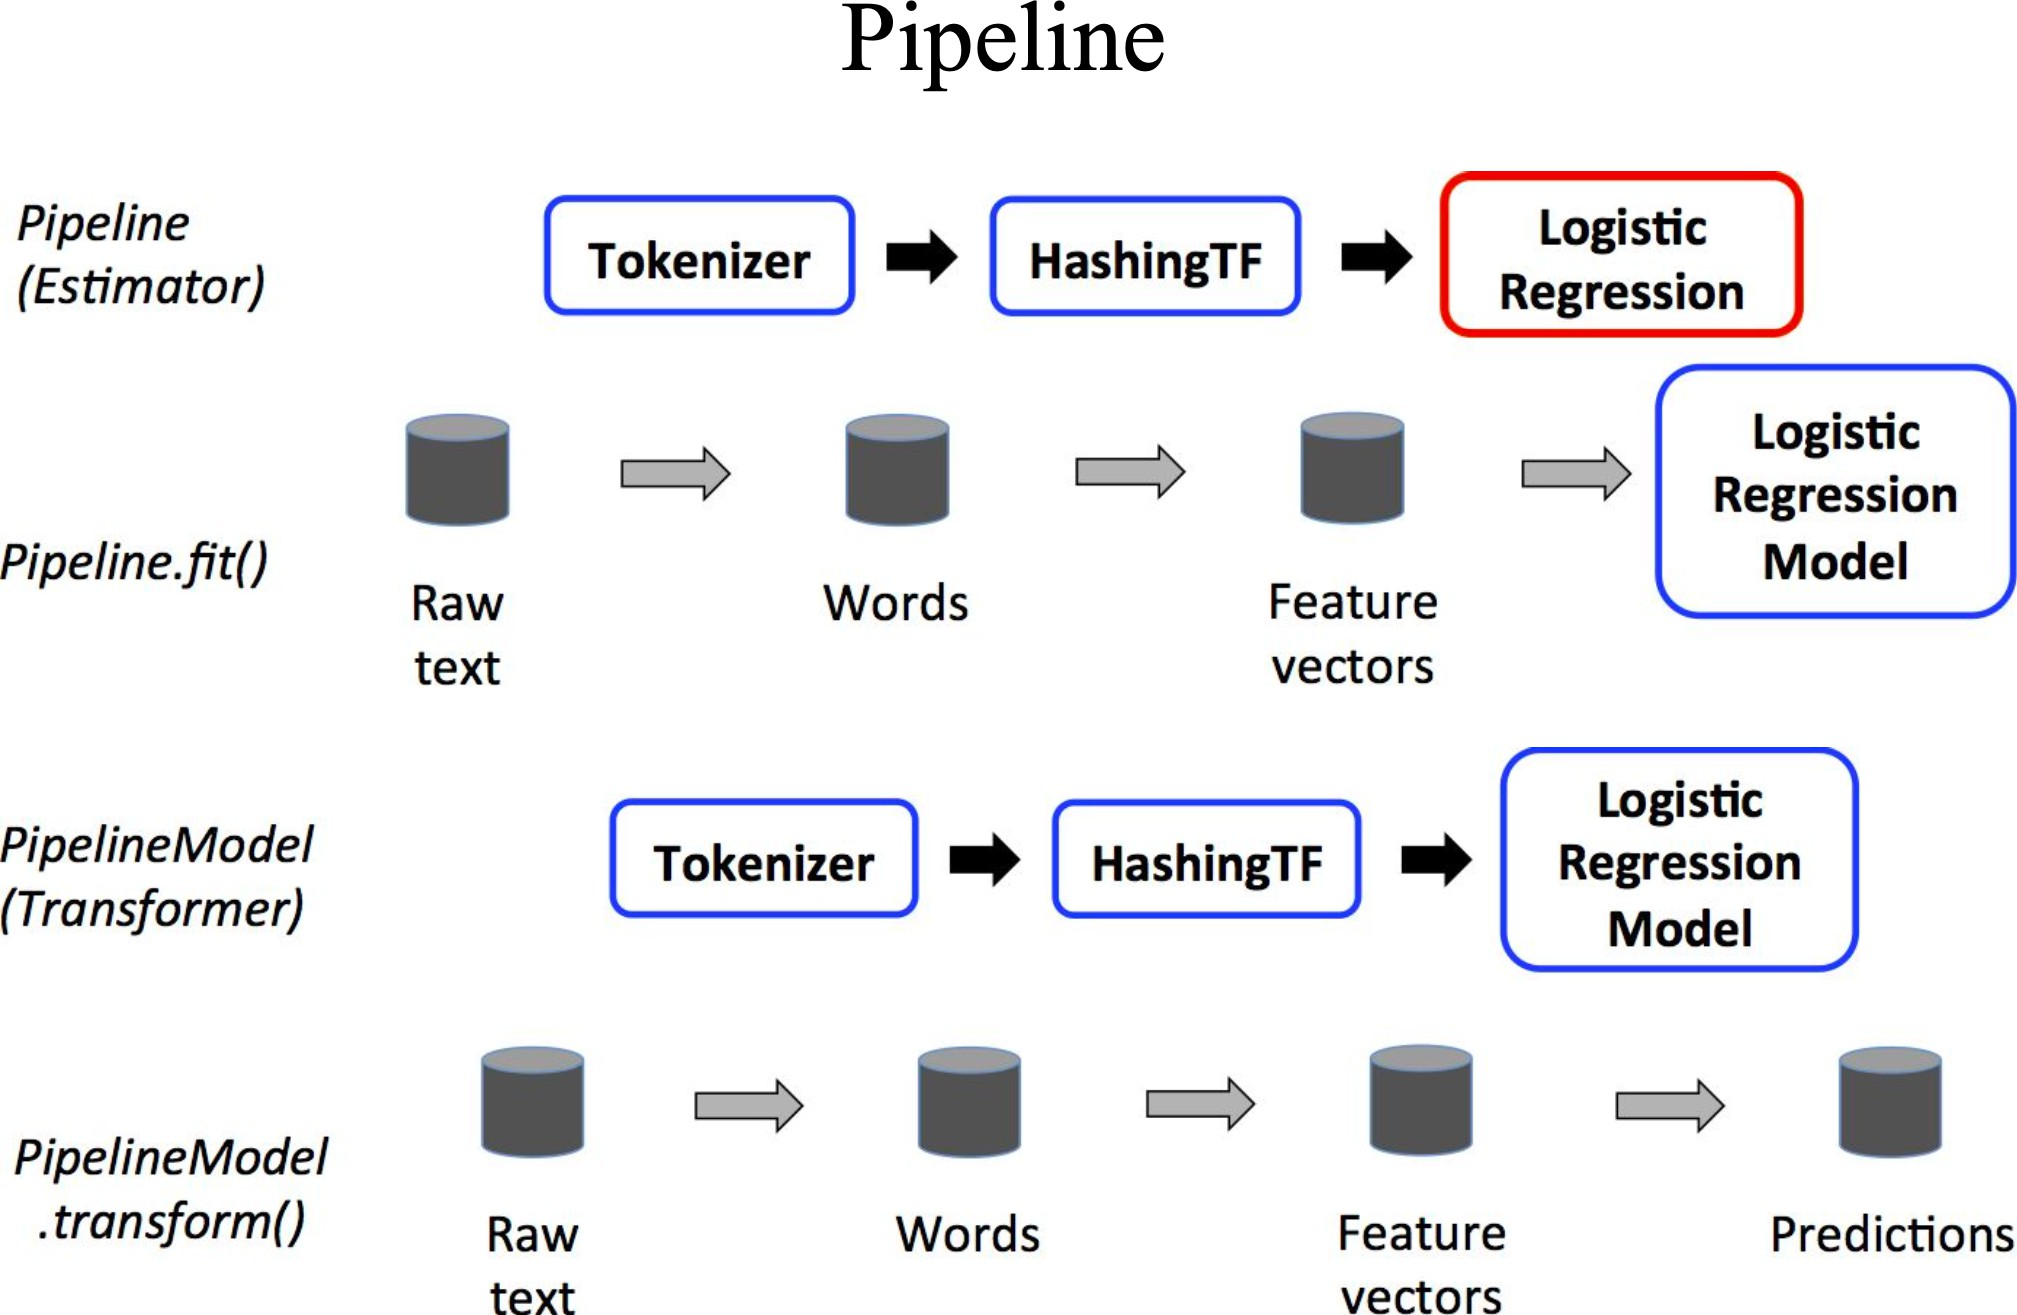 Pipeline
Pipeline
(Estimator)
Tokenizer
HashingTF
Logistic
Regression
Pipeline.fit()
Raw
text
Words
Feature
vectors
Logistic
Regression
Model
PipelineModel
(Transformer)
Tokenizer
HashingTF
Logistic
Regression
Model
PipelineModel
.transform()
Raw
text
Words
Feature
vectors
Predictions